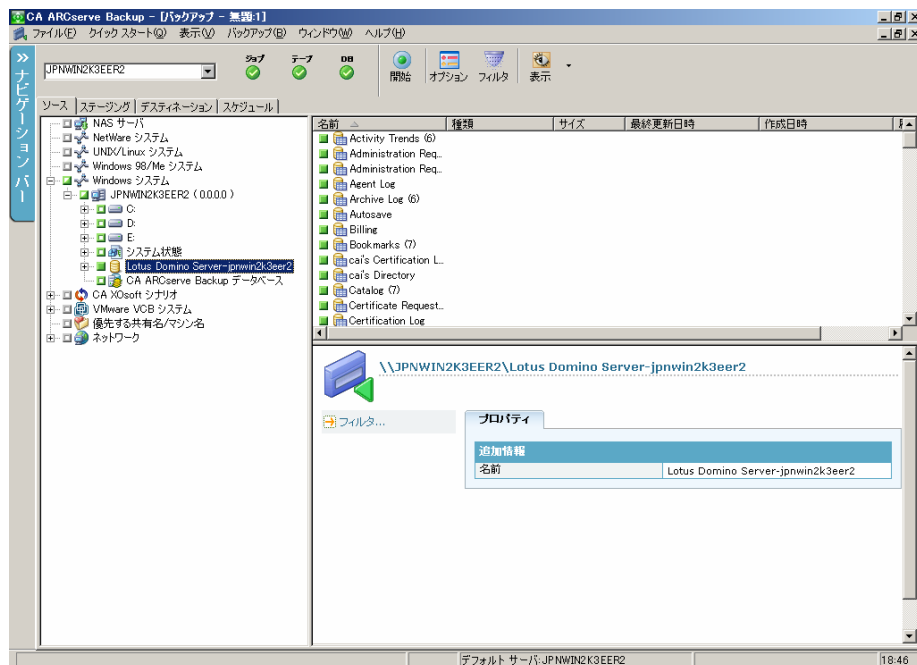 CA ARCserve Backup - [バックアップ - 無題:1]
ファイル(F) クイック スタート(Q) 表示(V) バックアップ(B) ウィンドウ(W) ヘルプ(H)
ナビゲーション バー
JPNWIN2K3EER2
ジョブ テープ DB
開始 オプション フィルタ 表示
ソース ステージング デスティネーション スケジュール
NAS サーバ
NetWare システム
UNIX/Linux システム
Windows 98/Me システム
Windows システム
JPNWIN2K3EER2 (0.0.0.0)
C:
D:
E:
システム状態
Lotus Domino Server-jpnwin2k3eer2
CA ARCserve Backup データベース
CA XOsoft シナリオ
VMware VCB システム
優先する共有名/マシン名
ネットワーク
名前 種類 サイズ 最終更新日時 作成日時
Activity Trends (6)
Administration Req...
Administration Req...
Agent Log
Archive Log (6)
Autosave
Billing
Bookmarks (7)
cai's Certification L...
cai's Directory
Catalog (7)
Certificate Request...
Certification Log
\\JPNWIN2K3EER2\Lotus Domino Server-jpnwin2k3eer2
フィルタ...
プロパティ
追加情報
名前 Lotus Domino Server-jpnwin2k3eer2
デフォルト サーバ:JPNWIN2K3EER2
18:46